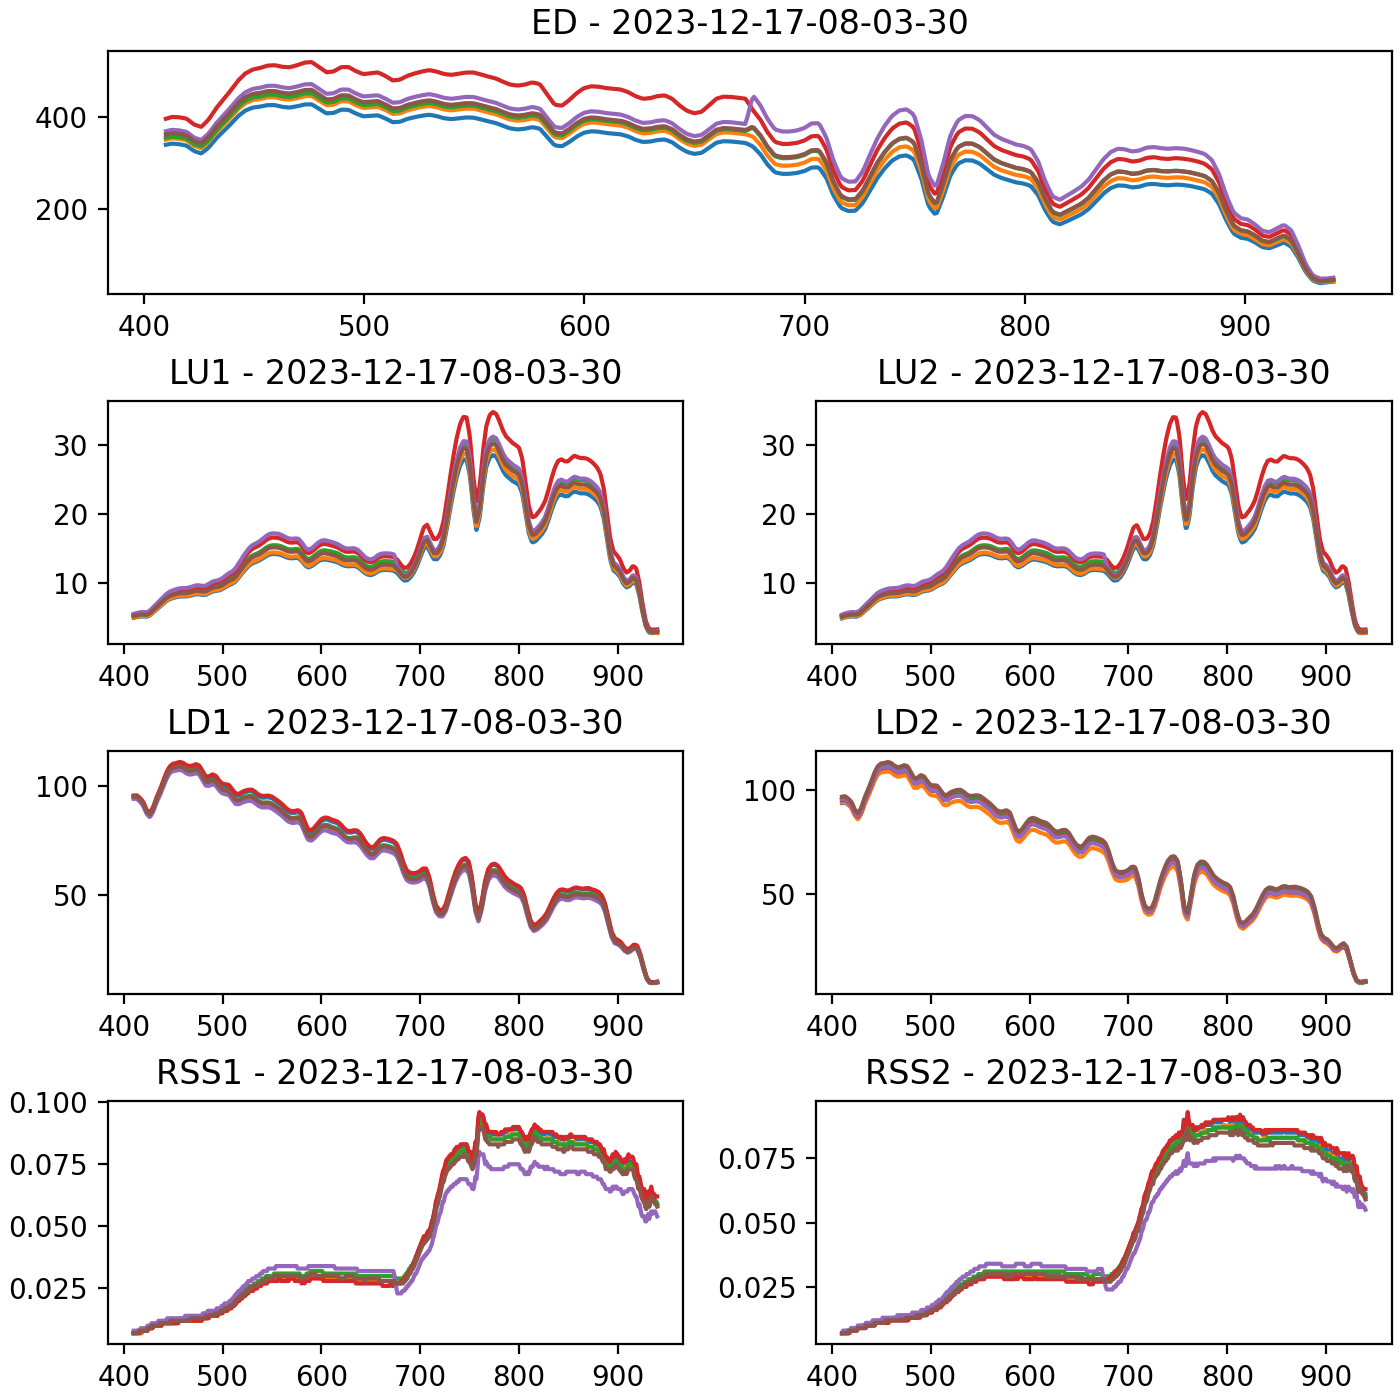 ED - 2023-12-17-08-03-30
400
200
400 500 600 700 800 900
LU1 - 2023-12-17-08-03-30
30
20
10
400 500 600 700 800 900
LU2 - 2023-12-17-08-03-30
30
20
10
400 500 600 700 800 900
LD1 - 2023-12-17-08-03-30
100
50
400 500 600 700 800 900
LD2 - 2023-12-17-08-03-30
100
50
400 500 600 700 800 900
RSS1 - 2023-12-17-08-03-30
0.100
0.075
0.050
0.025
400 500 600 700 800 900
RSS2 - 2023-12-17-08-03-30
0.075
0.050
0.025
400 500 600 700 800 900